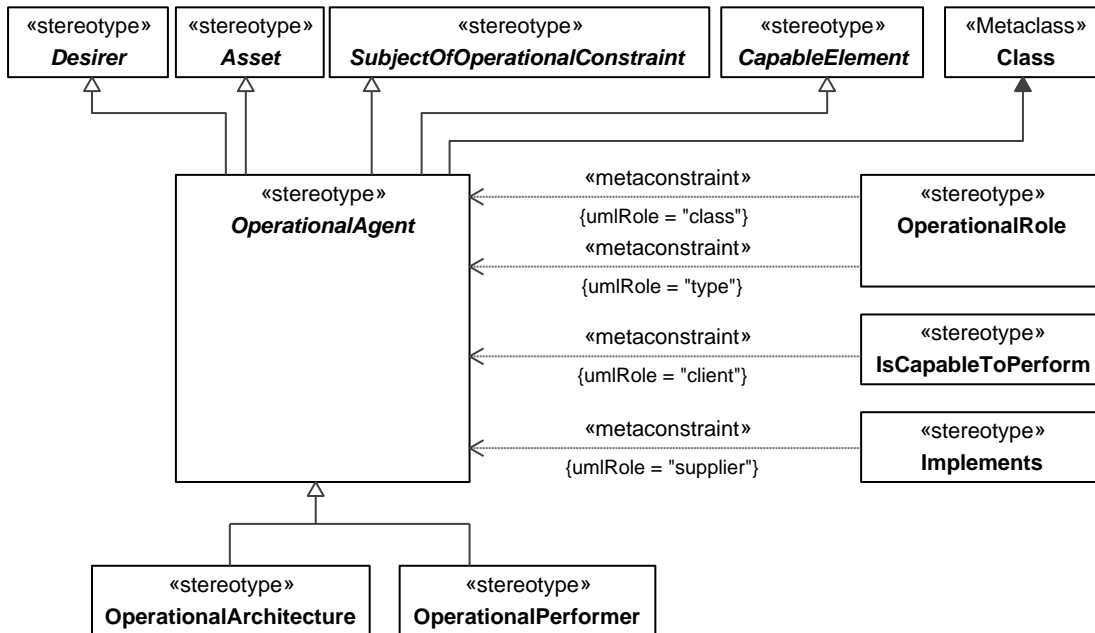 «stereotype»
Desirer
«stereotype»
Asset
«stereotype»
SubjectOfOperationalConstraint
«stereotype»
CapableElement
«Metaclass»
Class
«stereotype»
OperationalAgent
«metaconstraint»
{umlRole = "class"}
«metaconstraint»
{umlRole = "type"}
«stereotype»
OperationalRole
«metaconstraint»
{umlRole = "client"}
«stereotype»
IsCapableToPerform
«metaconstraint»
{umlRole = "supplier"}
«stereotype»
Implements
«stereotype»
OperationalArchitecture
«stereotype»
OperationalPerformer